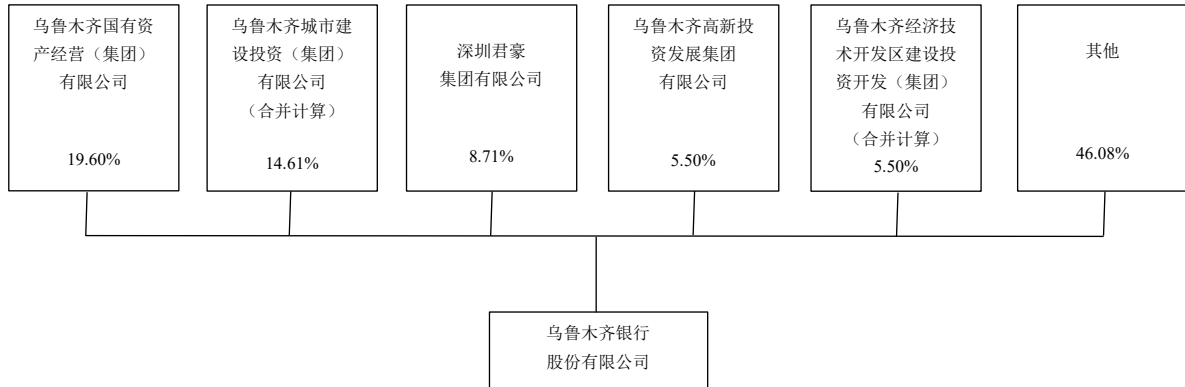 乌鲁木齐国有资
产经营（集团）
有限公司
19.60%
乌鲁木齐城市建
设投资（集团）
有限公司
（合并计算）
14.61%
深圳君豪
集团有限公司
8.71%
乌鲁木齐高新投
资发展集团
有限公司
5.50%
乌鲁木齐经济技
术开发区建设投
资开发（集团）
有限公司
（合并计算）
5.50%
其他
46.08%
乌鲁木齐银行
股份有限公司